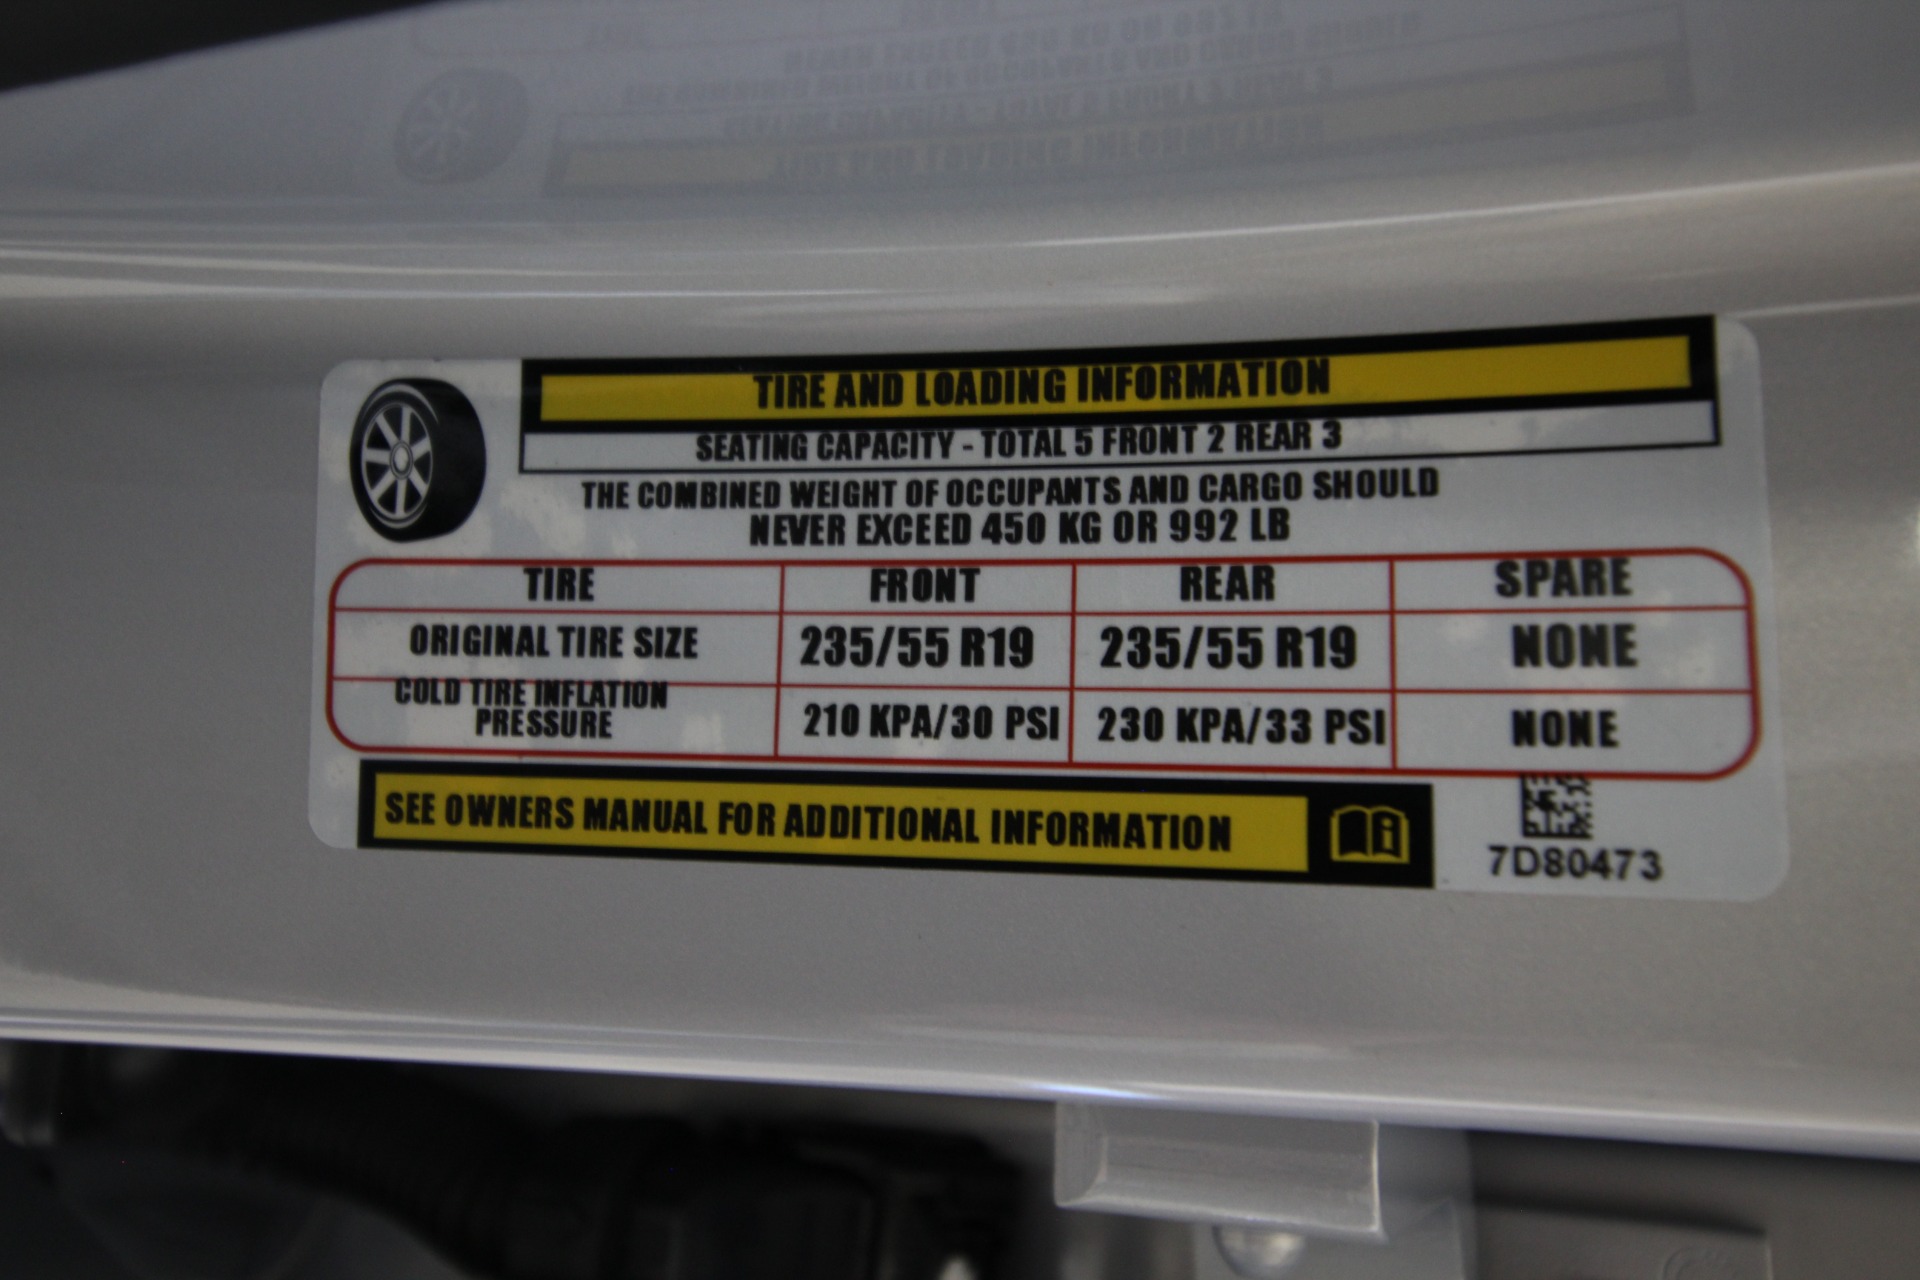 TIRE AND LOADING INFORMATION
SEATING CAPACITY - TOTAL 5 FRONT 2 REAR 3
THE COMBINED WEIGHT OF OCCUPANTS AND CARGO SHOULD
NEVER EXCEED 450 KG OR 992 LB
TIRE FRONT REAR SPARE
ORIGINAL TIRE SIZE 235/55 R19 235/55 R19 NONE
COLD TIRE INFLATION
PRESSURE 210 KPA/30 PSI 230 KPA/33 PSI NONE
SEE OWNERS MANUAL FOR ADDITIONAL INFORMATION
7D80473